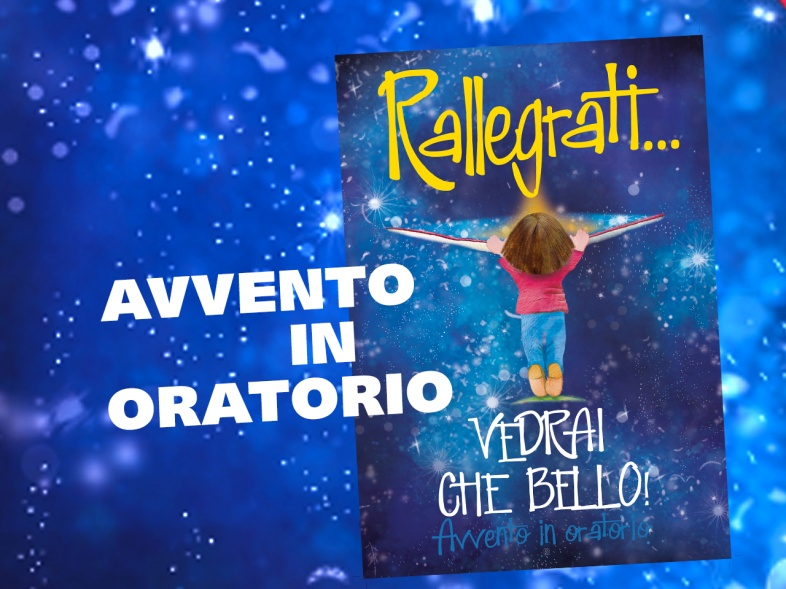 AVVENTO
IN
ORATORIO
Rallegrati...
VEDRAI
CHE BELLO!
Avvento in oratorio